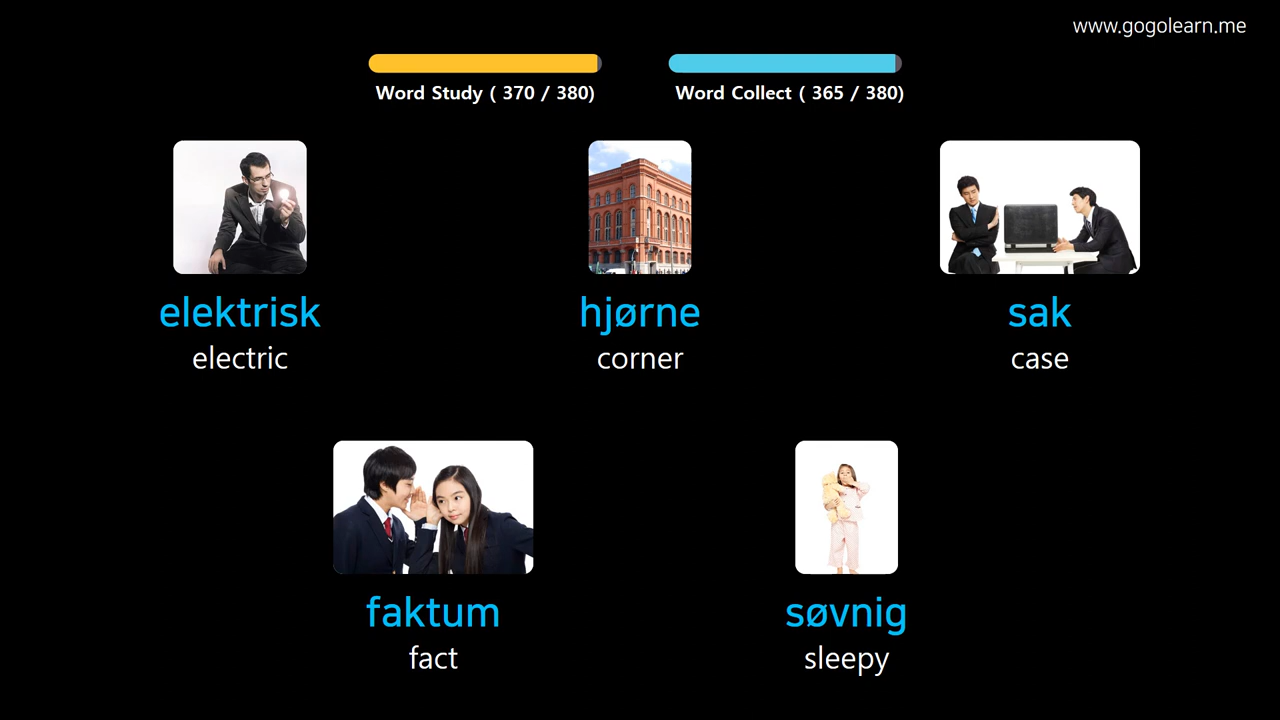 www.gogolearn.me
Word Study ( 370 / 380)
Word Collect ( 365 / 380)
elektrisk
electric
hjørne
corner
sak
case
faktum
fact
søvnig
sleepy